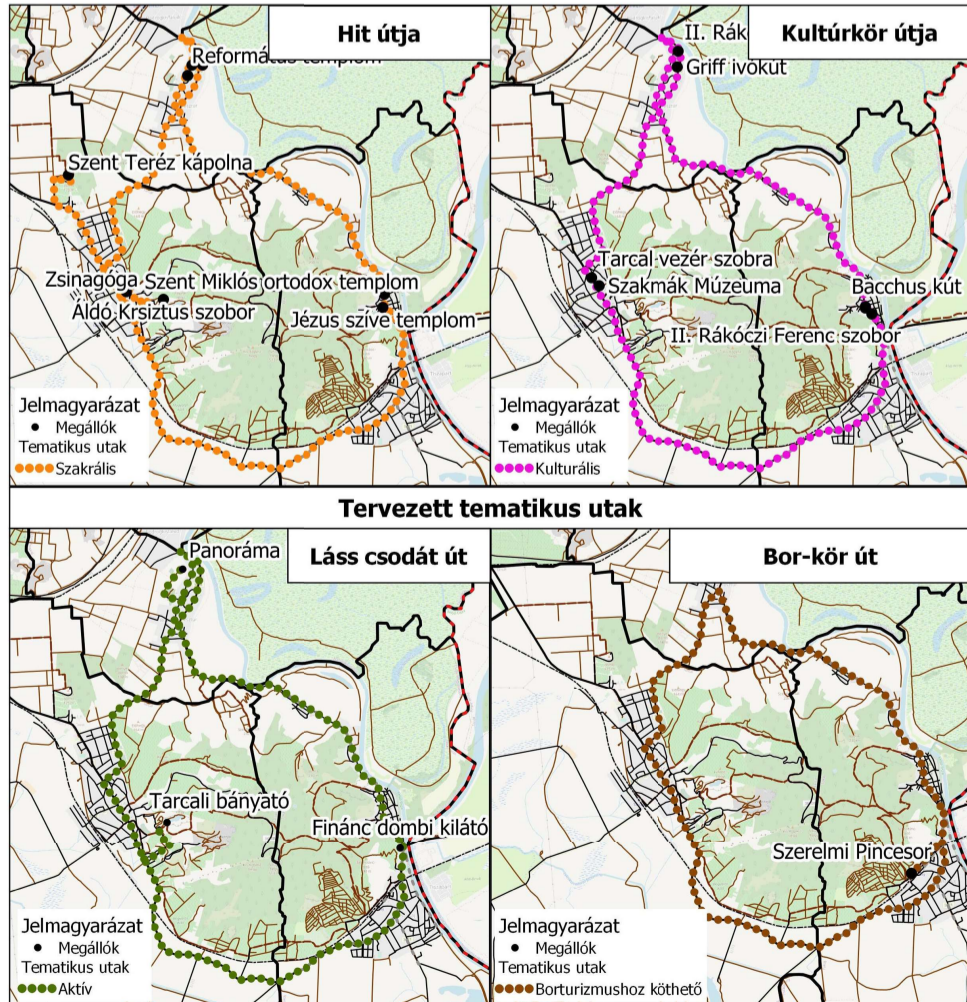 Hit útja
Református templom
Szent Teréz kápolna
Zsinagóga
Szent Miklós ortodox templom
Áldó Krsiztus szobor
Jézus szíve templom
Jelmagyarázat
Megállók
Tematikus utak
Szakrális
Kultúrkör útja
II. Rák
Griff ivókút
Tarcal vezér szobra
Szakmák Múzeuma
Bacchus kút
II. Rákóczi Ferenc szobor
Jelmagyarázat
Megállók
Tematikus utak
Kulturális
Tervezett tematikus utak
Láss csodát út
Panoráma
Tarcali bányató
Finánc dombi kilátó
Jelmagyarázat
Megállók
Tematikus utak
Aktív
Bor-kör út
Szerelmi Pincesor
Jelmagyarázat
Megállók
Tematikus utak
Borturizmushoz köthető